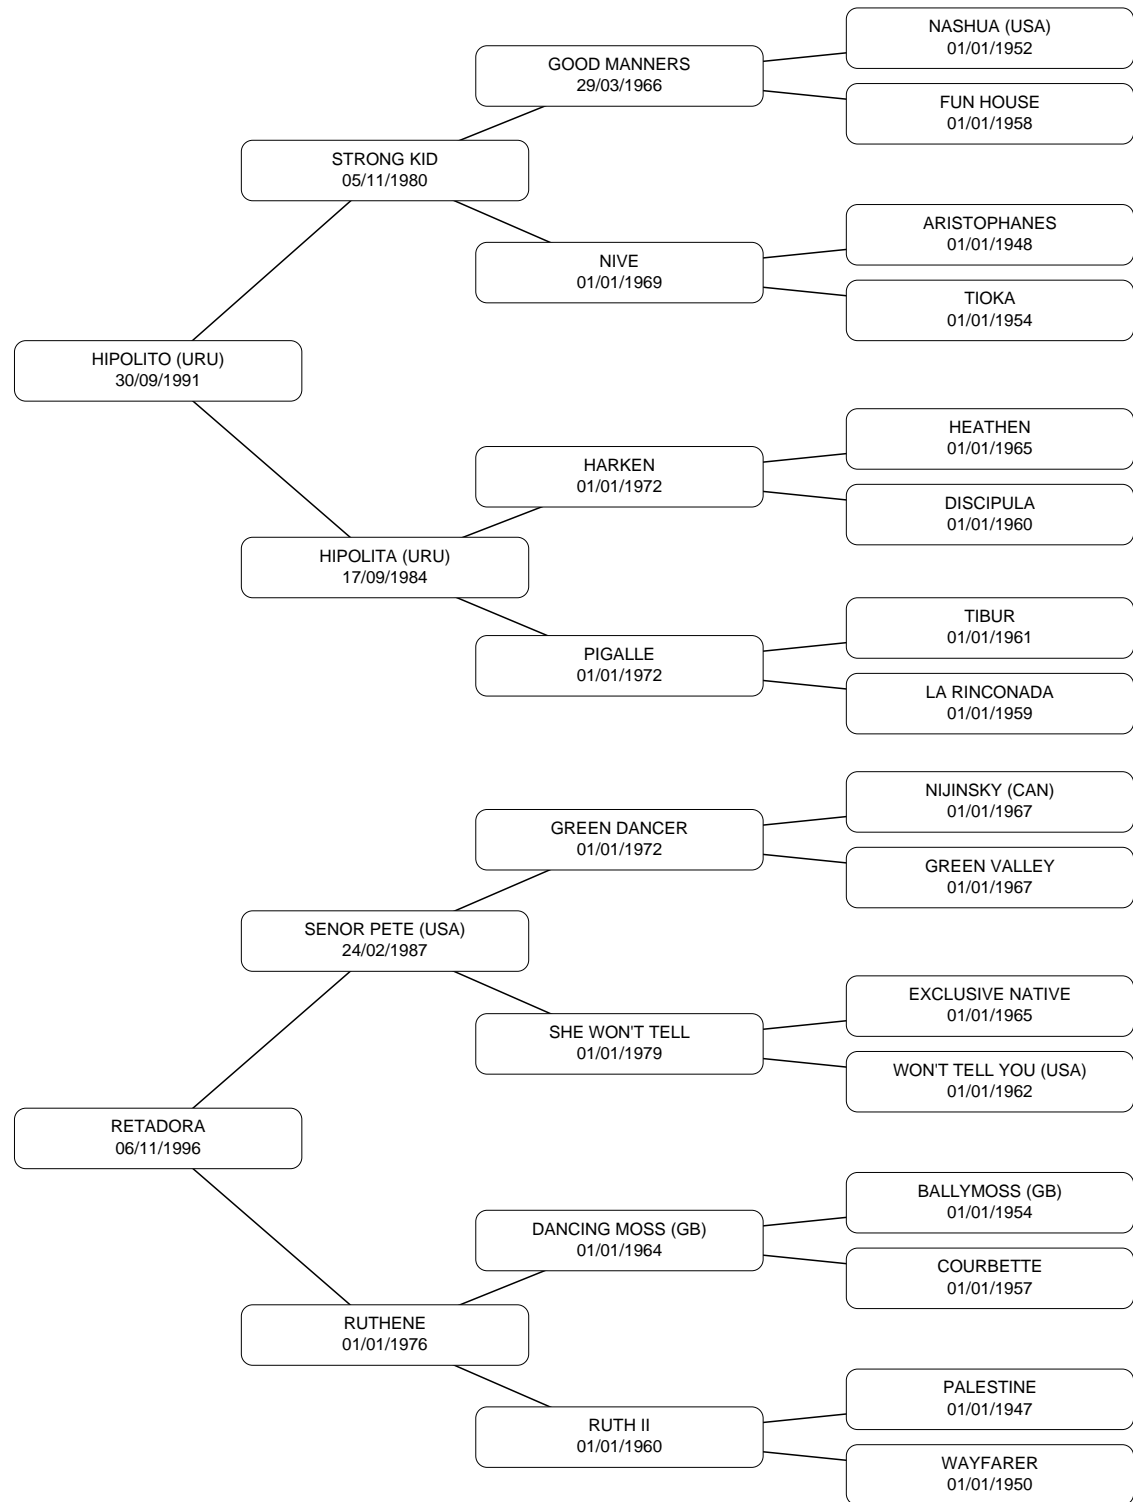 NASHUA (USA)
01/01/1952
GOOD MANNERS
29/03/1966
FUN HOUSE
01/01/1958
STRONG KID
05/11/1980
ARISTOPHANES
01/01/1948
NIVE
01/01/1969
TIOKA
01/01/1954
HIPOLITO (URU)
30/09/1991
HEATHEN
01/01/1965
HARKEN
01/01/1972
DISCIPULA
01/01/1960
HIPOLITA (URU)
17/09/1984
TIBUR
01/01/1961
PIGALLE
01/01/1972
LA RINCONADA
01/01/1959
NIJINSKY (CAN)
01/01/1967
GREEN DANCER
01/01/1972
GREEN VALLEY
01/01/1967
SENOR PETE (USA)
24/02/1987
EXCLUSIVE NATIVE
01/01/1965
SHE WON'T TELL
01/01/1979
WON'T TELL YOU (USA)
01/01/1962
RETADORA
06/11/1996
BALLYMOSS (GB)
01/01/1954
DANCING MOSS (GB)
01/01/1964
COURBETTE
01/01/1957
RUTHENE
01/01/1976
PALESTINE
01/01/1947
RUTH II
01/01/1960
WAYFARER
01/01/1950